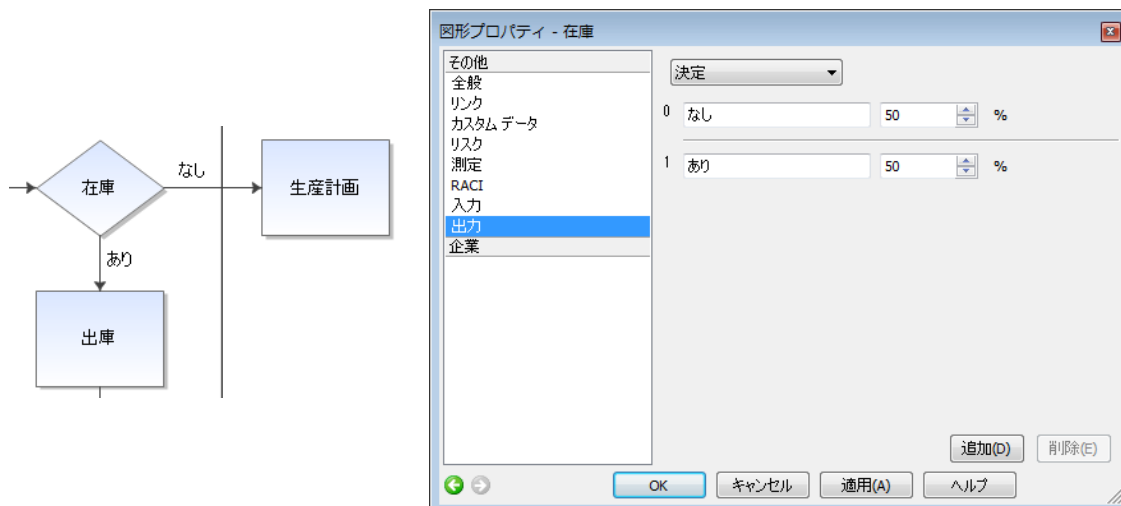 在庫
なし
生産計画
あり
出庫
図形プロパティ - 在庫
その他
全般
リンク
カスタム データ
リスク
測定
RACI
入力
出力
企業
決定
0 なし 50 %
1 あり 50 %
追加(D) 削除(E)
OK キャンセル 適用(A) ヘルプ